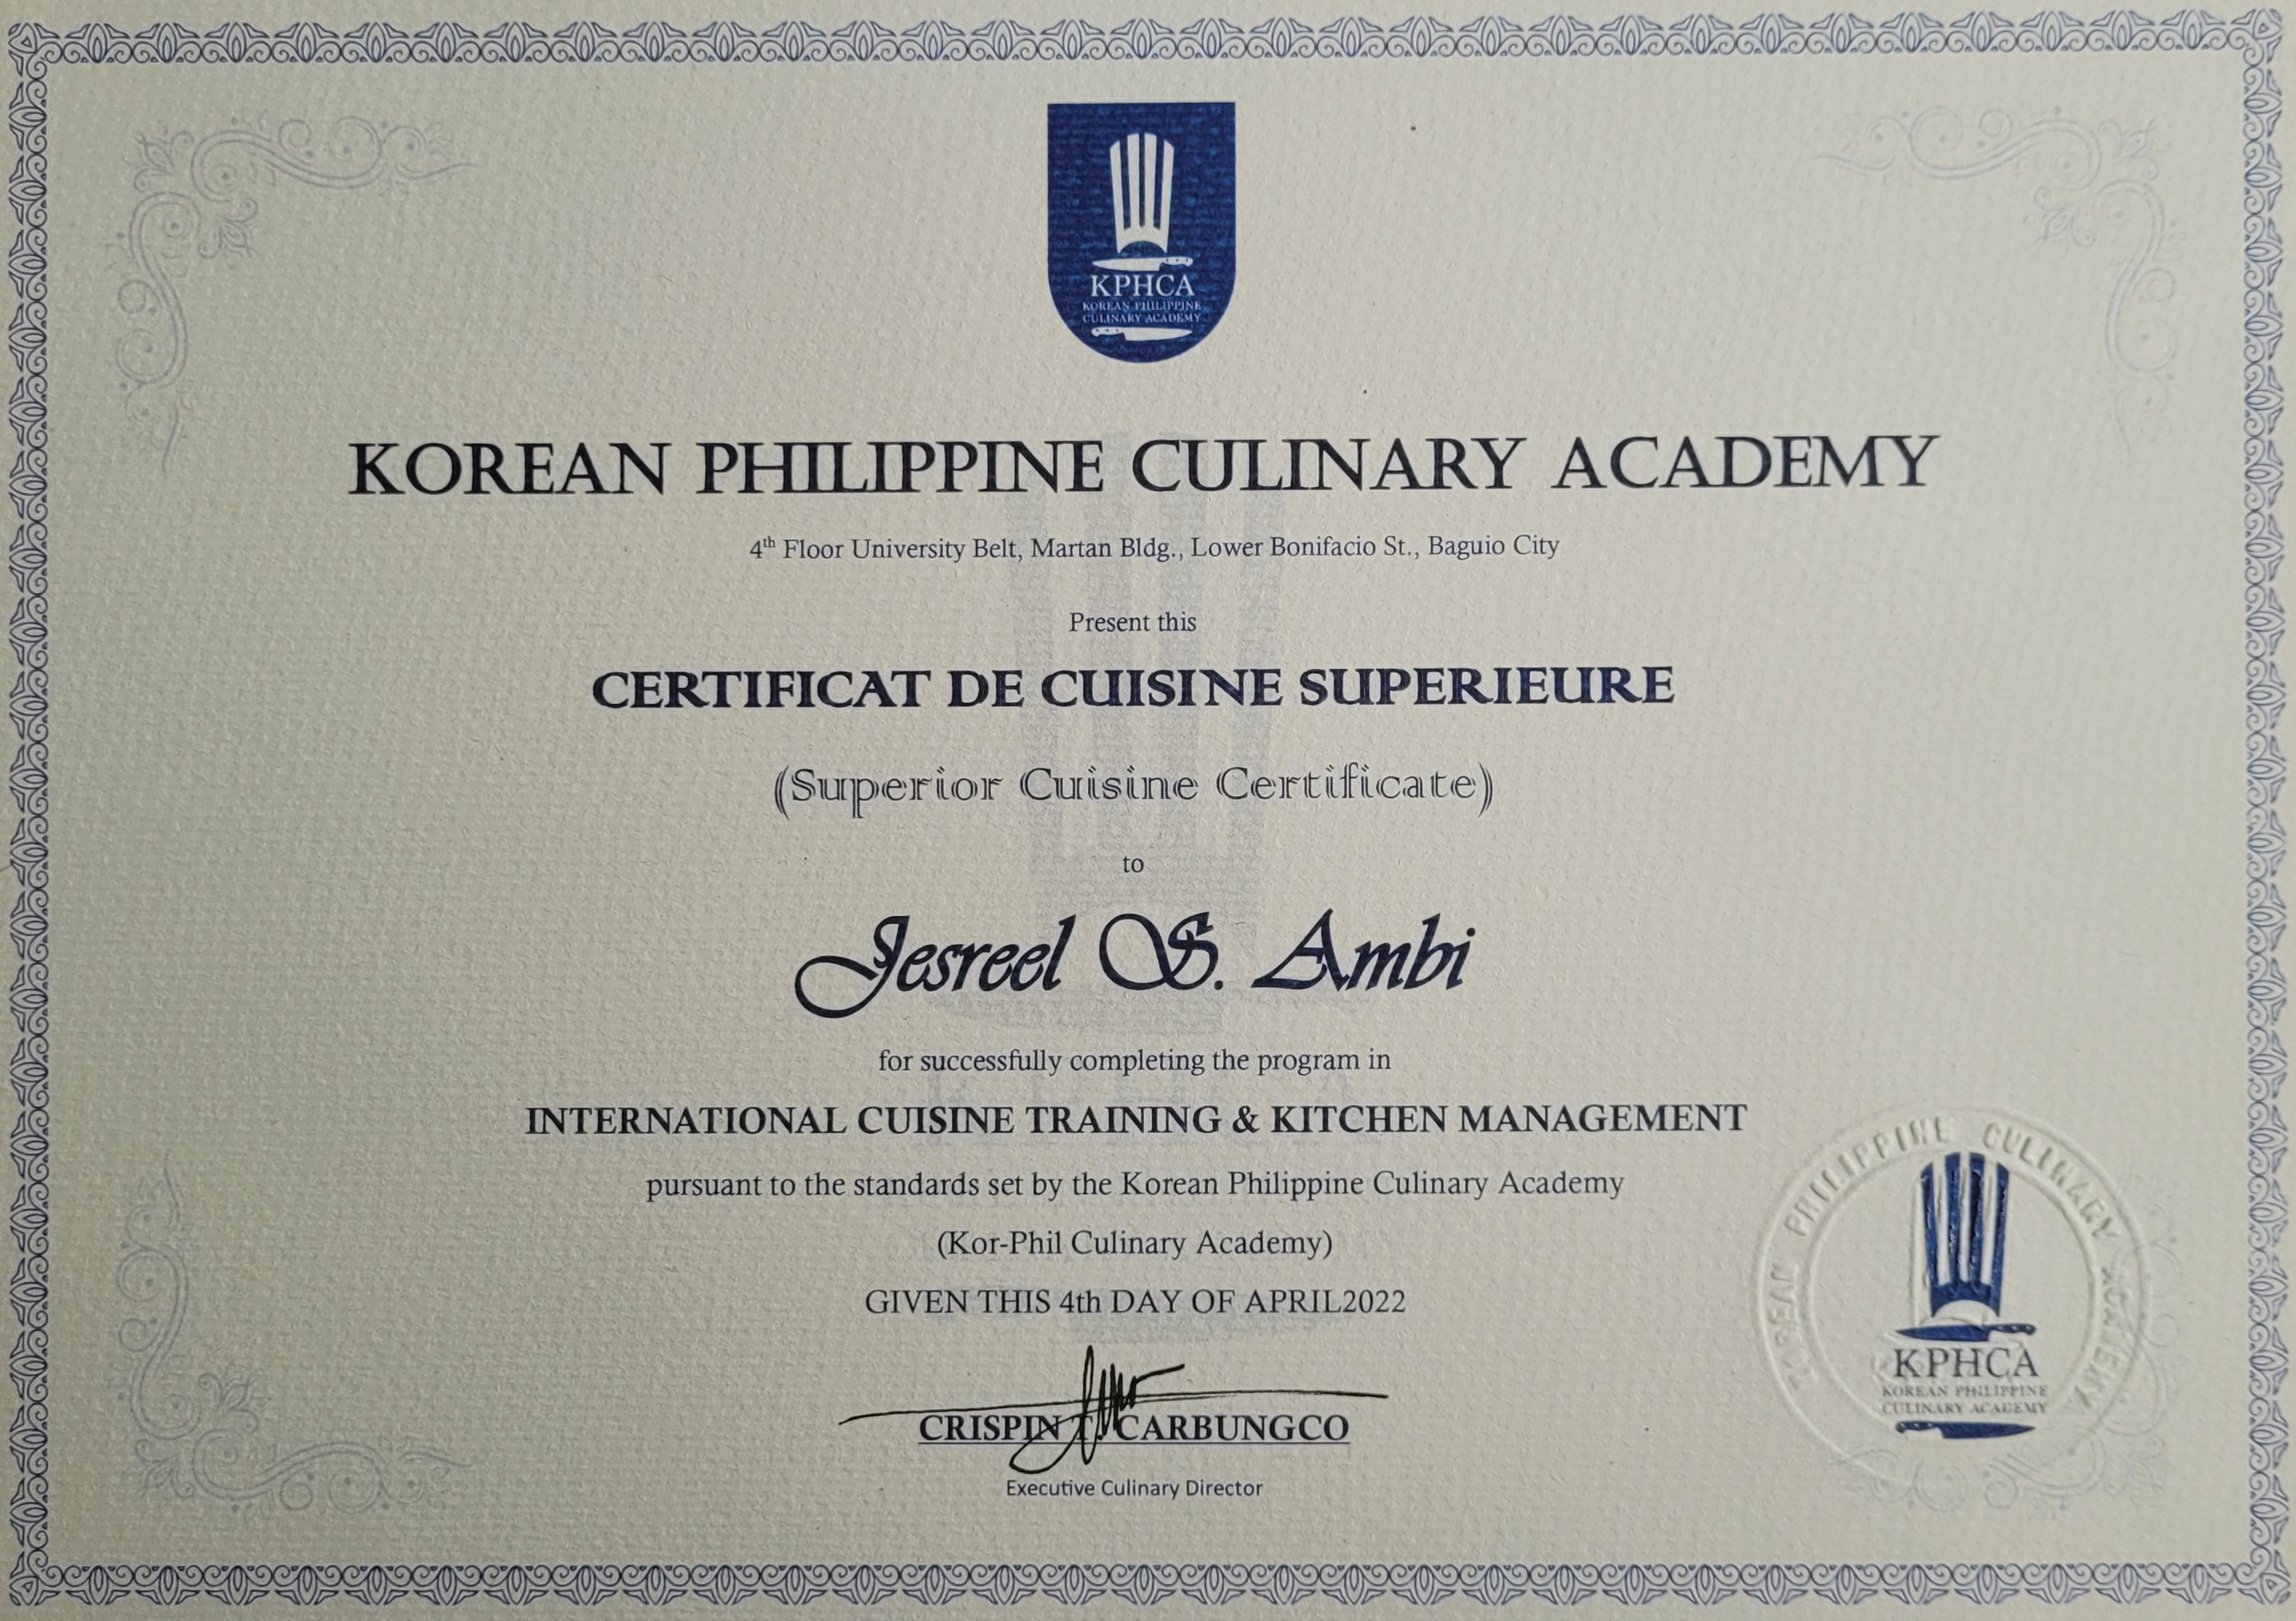 KPHCA
KOREAN PHILIPPINE
CULINARY ACADEMY
KOREAN PHILIPPINE CULINARY ACADEMY
4th Floor University Belt, Martan Bldg., Lower Bonifacio St., Baguio City
Present this
CERTIFICAT DE CUISINE SUPERIEURE
(Superior Cuisine Certificate)
to
Jesreel S. Ambi
for successfully completing the program in
INTERNATIONAL CUISINE TRAINING & KITCHEN MANAGEMENT
pursuant to the standards set by the Korean Philippine Culinary Academy
(Kor-Phil Culinary Academy)
GIVEN THIS 4th DAY OF APRIL2022
CRISPIN T. CARBUNGCO
Executive Culinary Director
KOREAN PHILIPPINE CULINARY ACADEMY
KPHCA
KOREAN PHILIPPINE
CULINARY ACADEMY